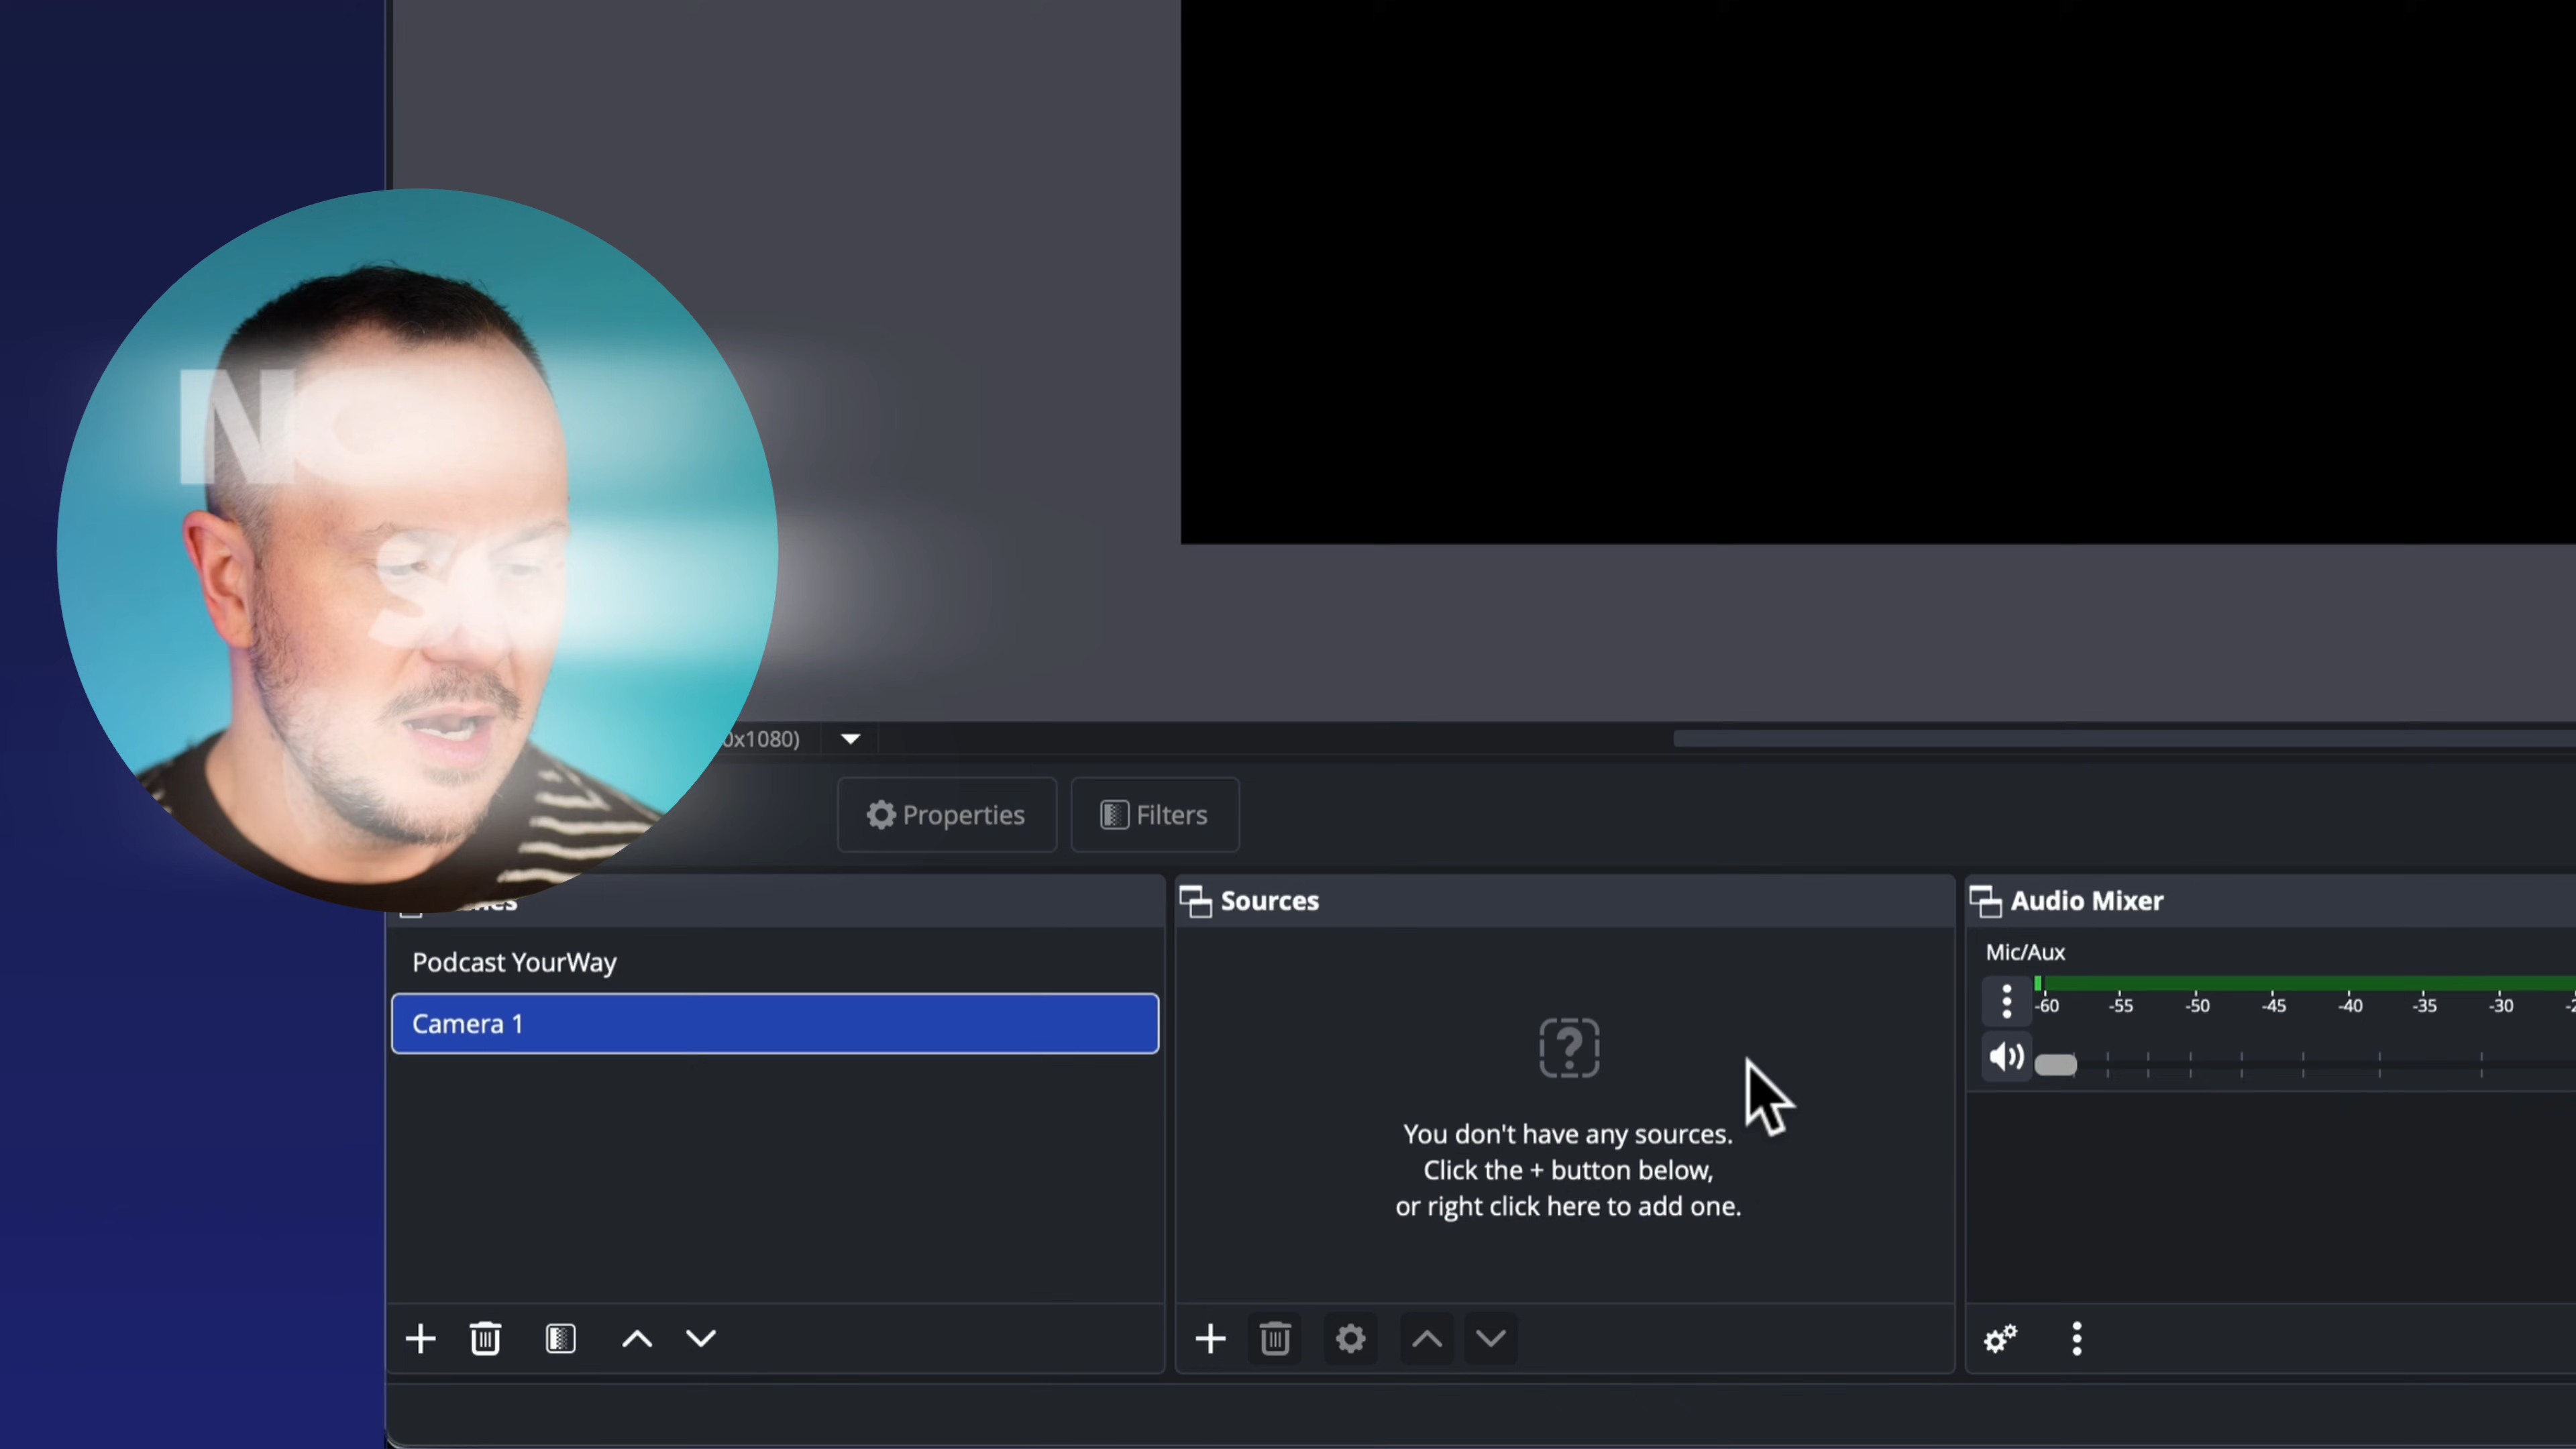 0x1080)
Properties
Filters
Sources
Audio Mixer
Podcast YourWay
Camera 1
You don't have any sources.
Click the + button below,
or right click here to add one.
Mic/Aux
-60 -55 -50 -45 -40 -35 -30